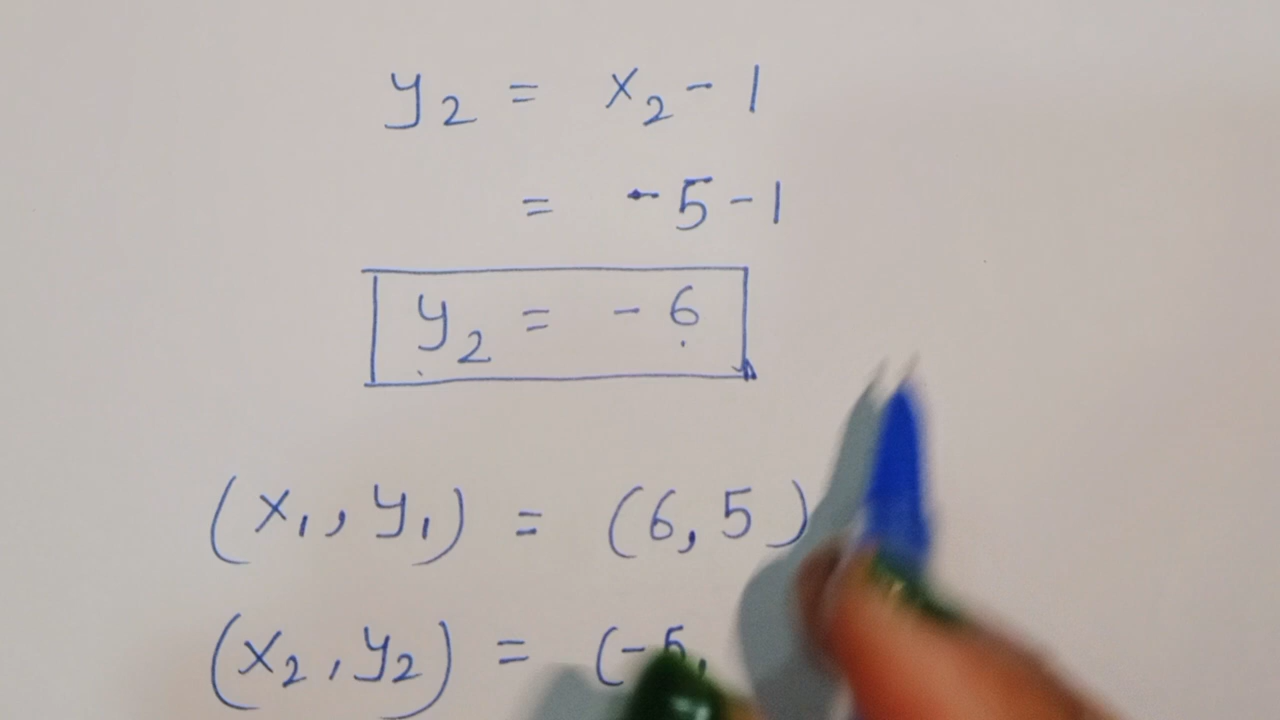 y₂ = x₂ - 1
= -5 - 1
y₂ = -6
(x₁, y₁) = (6, 5)
(x₂, y₂) = (-5,